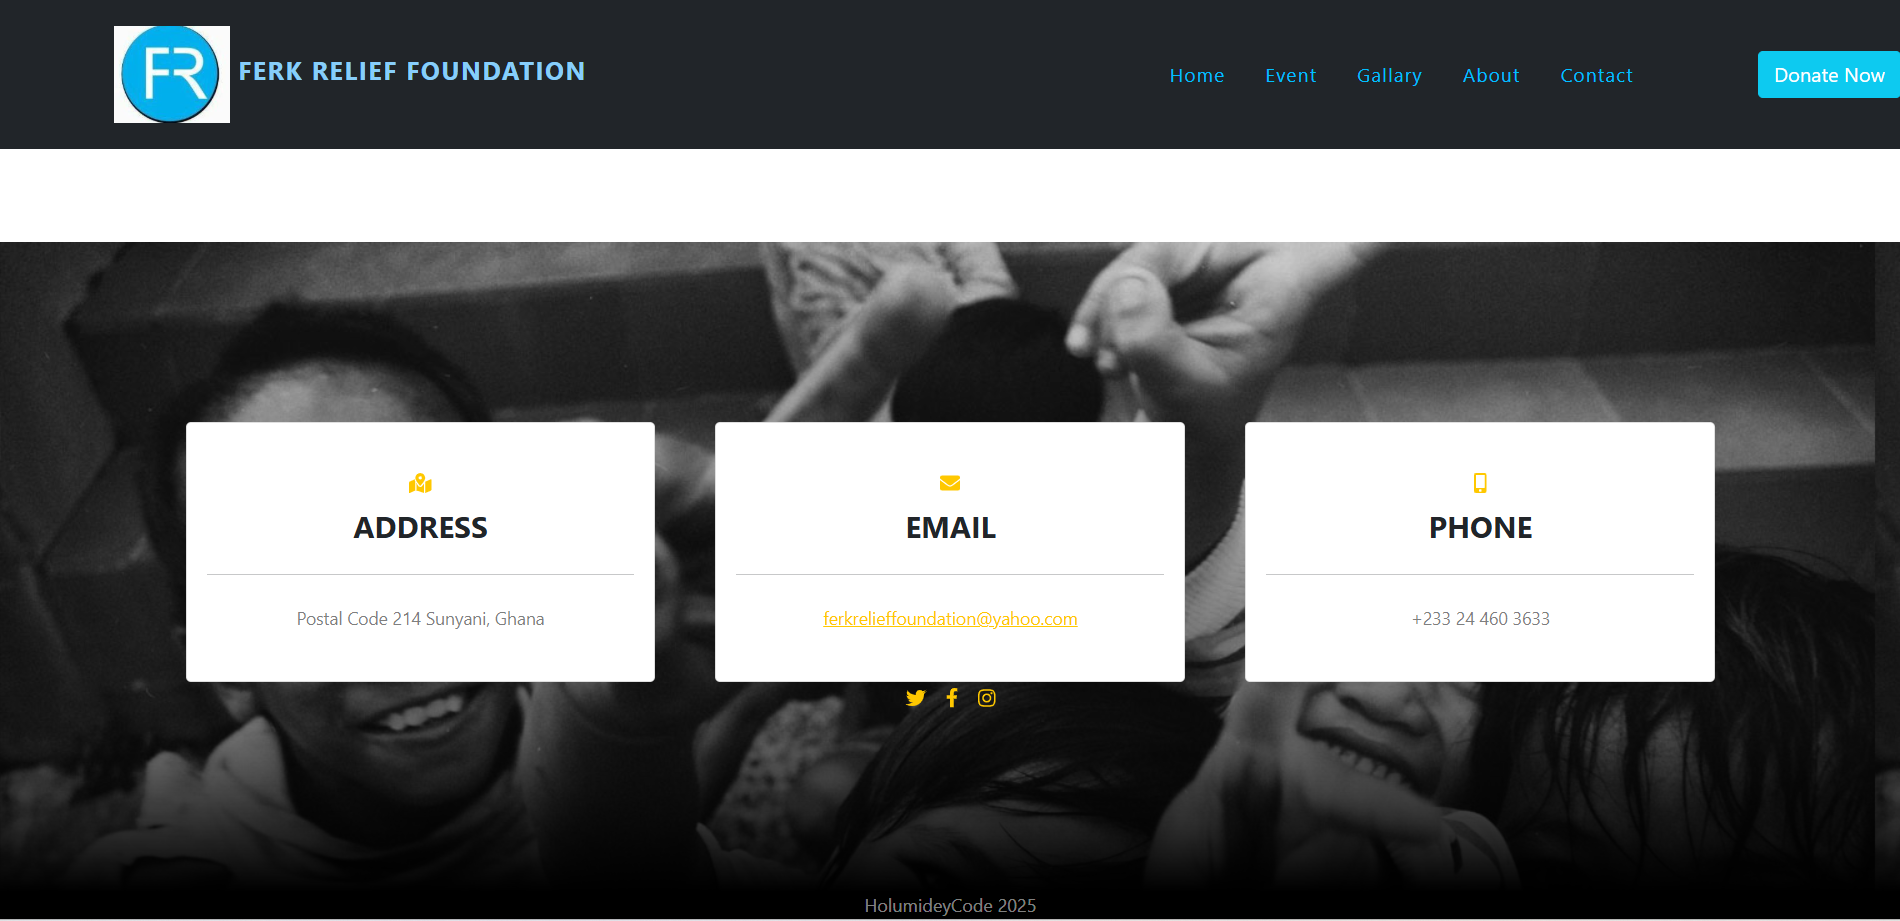 FR
FERK RELIEF FOUNDATION
Home Event Gallary About Contact
Donate Now
ADDRESS
Postal Code 214 Sunyani, Ghana
EMAIL
ferkrelieffoundation@yahoo.com
PHONE
+233 24 460 3633
HolumideyCode 2025